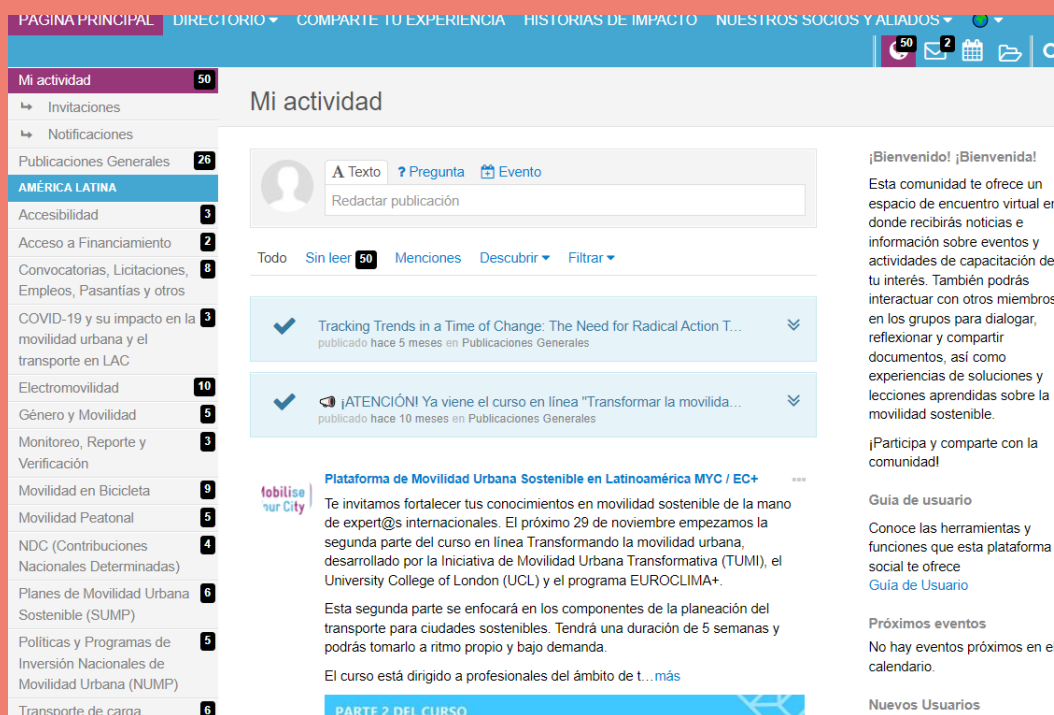 PÁGINA PRINCIPAL DIRECTORIO COMPARTE TU EXPERIENCIA HISTORIAS DE IMPACTO NUESTROS SOCIOS Y ALIADOS
50 2
Mi actividad 50
Invitaciones
Notificaciones
Publicaciones Generales 26
AMÉRICA LATINA
Accesibilidad 3
Acceso a Financiamiento 2
Convocatorias, Licitaciones, 8
Empleos, Pasantías y otros
COVID-19 y su impacto en la 3
movilidad urbana y el
transporte en LAC
Electromovilidad 10
Género y Movilidad 5
Monitoreo, Reporte y 3
Verificación
Movilidad en Bicicleta 9
Movilidad Peatonal 5
NDC (Contribuciones 4
Nacionales Determinadas)
Planes de Movilidad Urbana 6
Sostenible (SUMP)
Políticas y Programas de 5
Inversión Nacionales de
Movilidad Urbana (NUMP)
Transporte de carga 6
Mi actividad
A Texto ? Pregunta Evento
Redactar publicación
Todo Sin leer 50 Menciones Descubrir Filtrar
Tracking Trends in a Time of Change: The Need for Radical Action T...
publicado hace 5 meses en Publicaciones Generales
¡ATENCIÓN! Ya viene el curso en línea "Transformar la movilida...
publicado hace 10 meses en Publicaciones Generales
Mobilise
Your City
Plataforma de Movilidad Urbana Sostenible en Latinoamérica MYC / EC+
Te invitamos fortalecer tus conocimientos en movilidad sostenible de la mano
de expert@s internacionales. El próximo 29 de noviembre empezamos la
segunda parte del curso en línea Transformando la movilidad urbana,
desarrollado por la Iniciativa de Movilidad Urbana Transformativa (TUMI), el
University College of London (UCL) y el programa EUROCLIMA+.
Esta segunda parte se enfocará en los componentes de la planeación del
transporte para ciudades sostenibles. Tendrá una duración de 5 semanas y
podrás tomarlo a ritmo propio y bajo demanda.
El curso está dirigido a profesionales del ámbito de t...más
PARTE 2 DEL CURSO
¡Bienvenido! ¡Bienvenida!
Esta comunidad te ofrece un
espacio de encuentro virtual en
donde recibirás noticias e
información sobre eventos y
actividades de capacitación de
tu interés. También podrás
interactuar con otros miembros
en los grupos para dialogar,
reflexionar y compartir
documentos, así como
experiencias de soluciones y
lecciones aprendidas sobre la
movilidad sostenible.
¡Participa y comparte con la
comunidad!
Guía de usuario
Conoce las herramientas y
funciones que esta plataforma
social te ofrece
Guía de Usuario
Próximos eventos
No hay eventos próximos en el
calendario.
Nuevos Usuarios